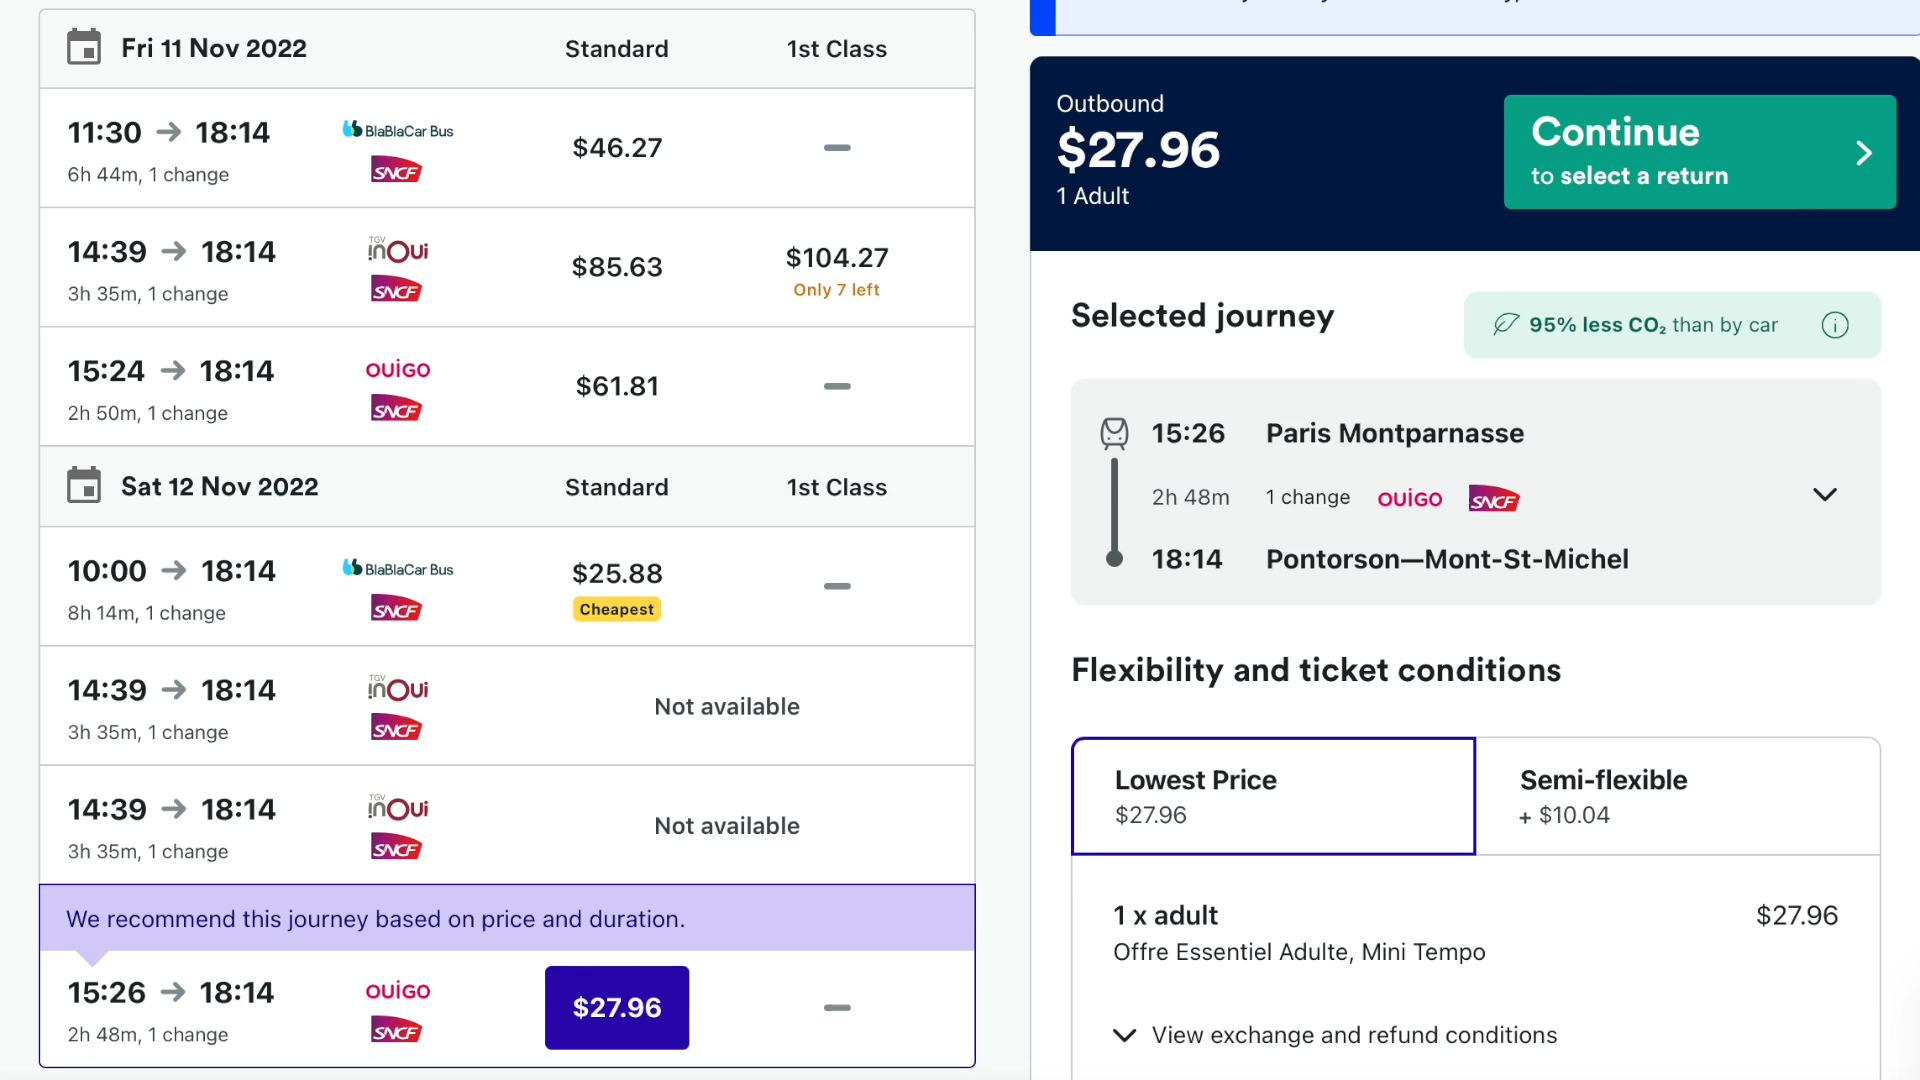 Fri 11 Nov 2022 Standard 1st Class
11:30 → 18:14 BlaBlaCar Bus
6h 44m, 1 change SNCF $46.27 —
14:39 → 18:14 TGV inOui
3h 35m, 1 change SNCF $85.63 $104.27
Only 7 left
15:24 → 18:14 OUIGO
2h 50m, 1 change SNCF $61.81 —
Sat 12 Nov 2022 Standard 1st Class
10:00 → 18:14 BlaBlaCar Bus $25.88 —
8h 14m, 1 change SNCF Cheapest
14:39 → 18:14 TGV inOui
3h 35m, 1 change SNCF Not available
14:39 → 18:14 TGV inOui
3h 35m, 1 change SNCF Not available
We recommend this journey based on price and duration.
15:26 → 18:14 OUIGO
2h 48m, 1 change SNCF $27.96 —
Outbound
$27.96
1 Adult
Continue
to select a return
Selected journey
95% less CO₂ than by car
15:26 Paris Montparnasse
2h 48m 1 change OUIGO SNCF
18:14 Pontorson—Mont-St-Michel
Flexibility and ticket conditions
Lowest Price
$27.96
Semi-flexible
+ $10.04
1 x adult $27.96
Offre Essentiel Adulte, Mini Tempo
View exchange and refund conditions